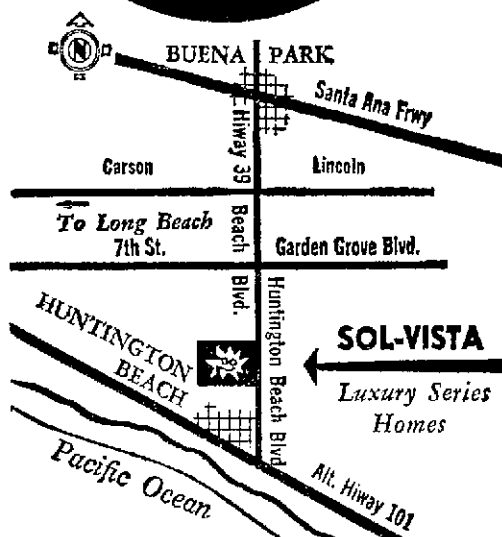 N
BUENA PARK
Santa Ana Frwy
Hiway 39
Carson
Lincoln
To Long Beach
7th St.
Beach Blvd.
Garden Grove Blvd.
HUNTINGTON
BEACH
Huntington Beach Blvd
SOL-VISTA
Luxury Series
Homes
Pacific Ocean
Alt. Hiway 101